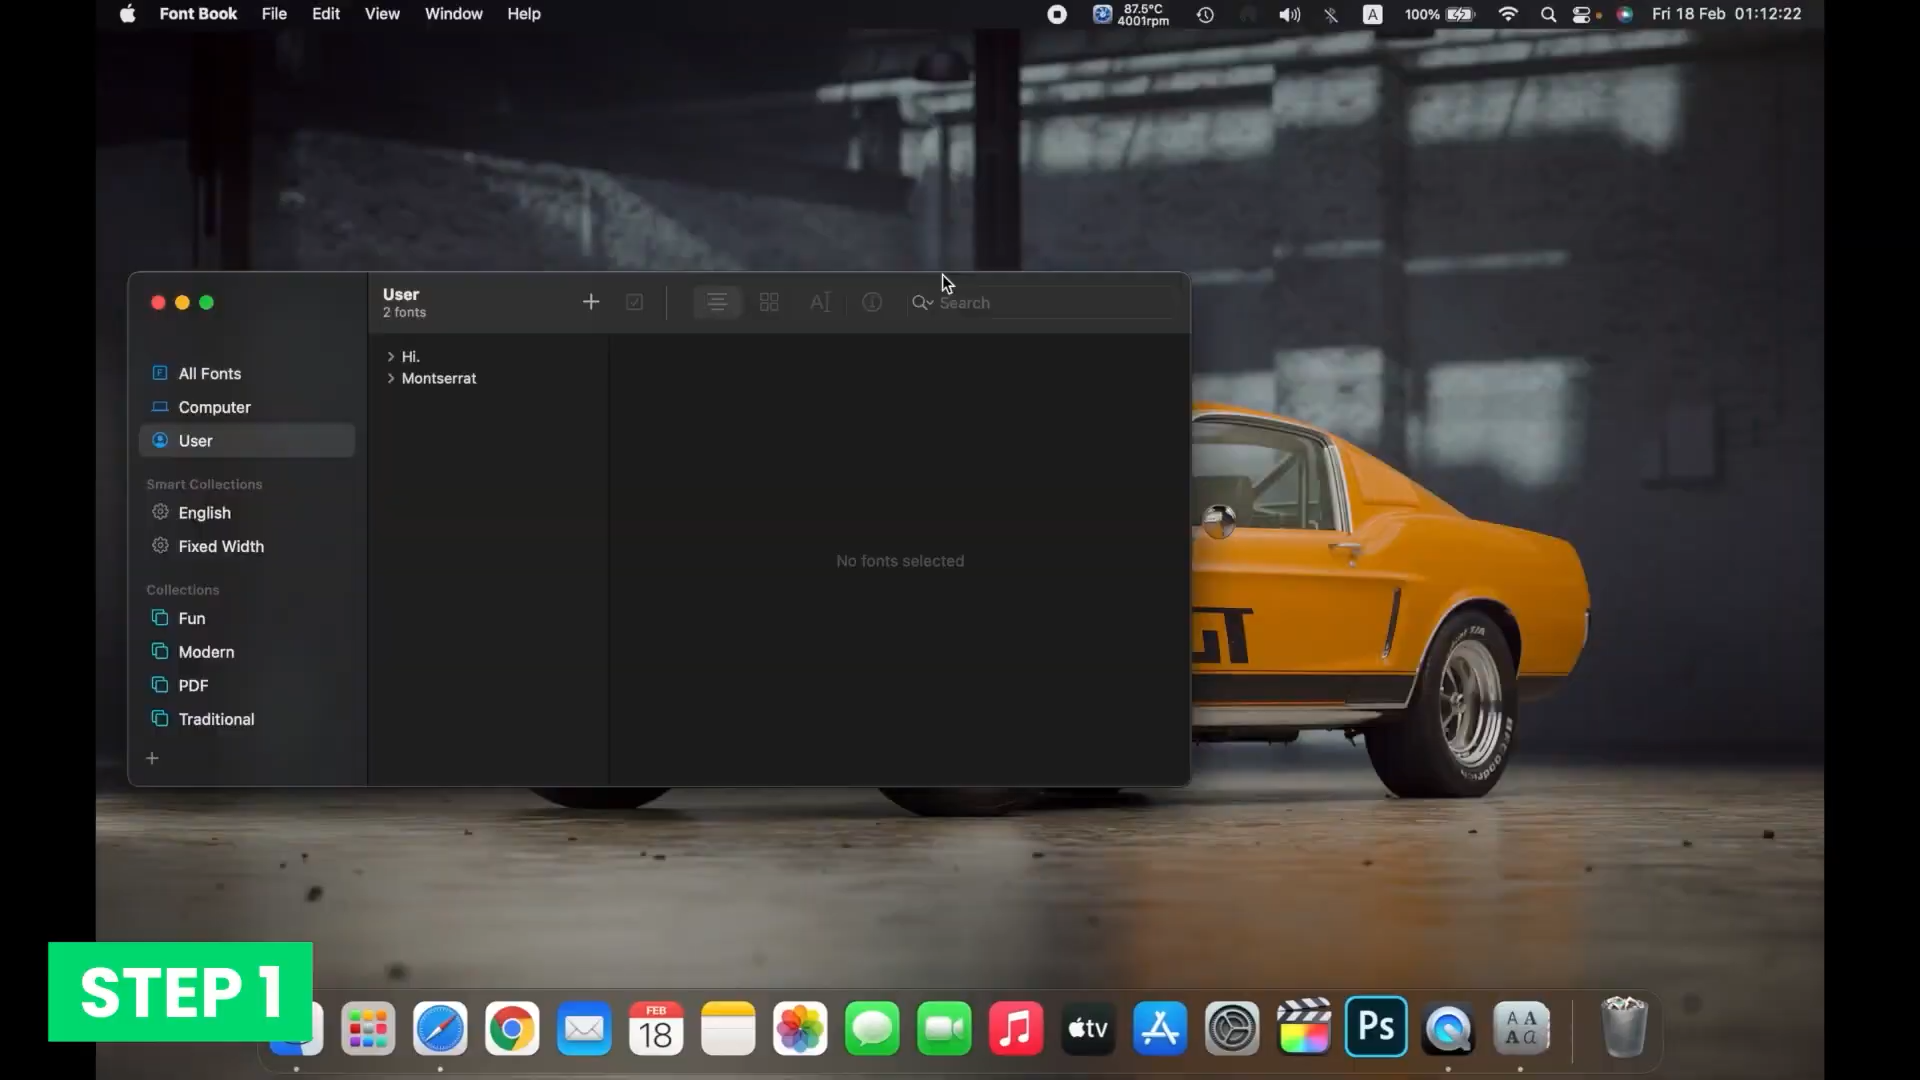 Font Book File Edit View Window Help
87.5°C
4001rpm
A 100% Fri 18 Feb 01:12:22
User
2 fonts
Search
All Fonts
Computer
User
Smart Collections
English
Fixed Width
Collections
Fun
Modern
PDF
Traditional
Hi.
Montserrat
No fonts selected
GT
STEP 1
FEB
18
tv
Ps
A A
A a